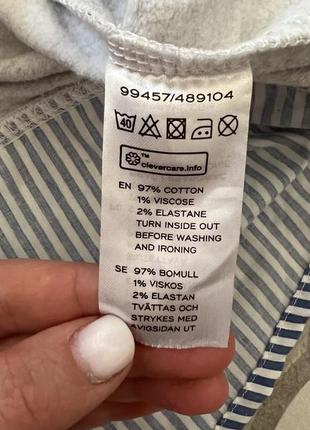 99457/489104
40
™
clevercare.info
EN 97% COTTON
1% VISCOSE
2% ELASTANE
TURN INSIDE OUT
BEFORE WASHING
AND IRONING
SE 97% BOMULL
1% VISKOS
2% ELASTAN
TVÄTTAS OCH
STRYKES MED
AVIGSIDAN UT